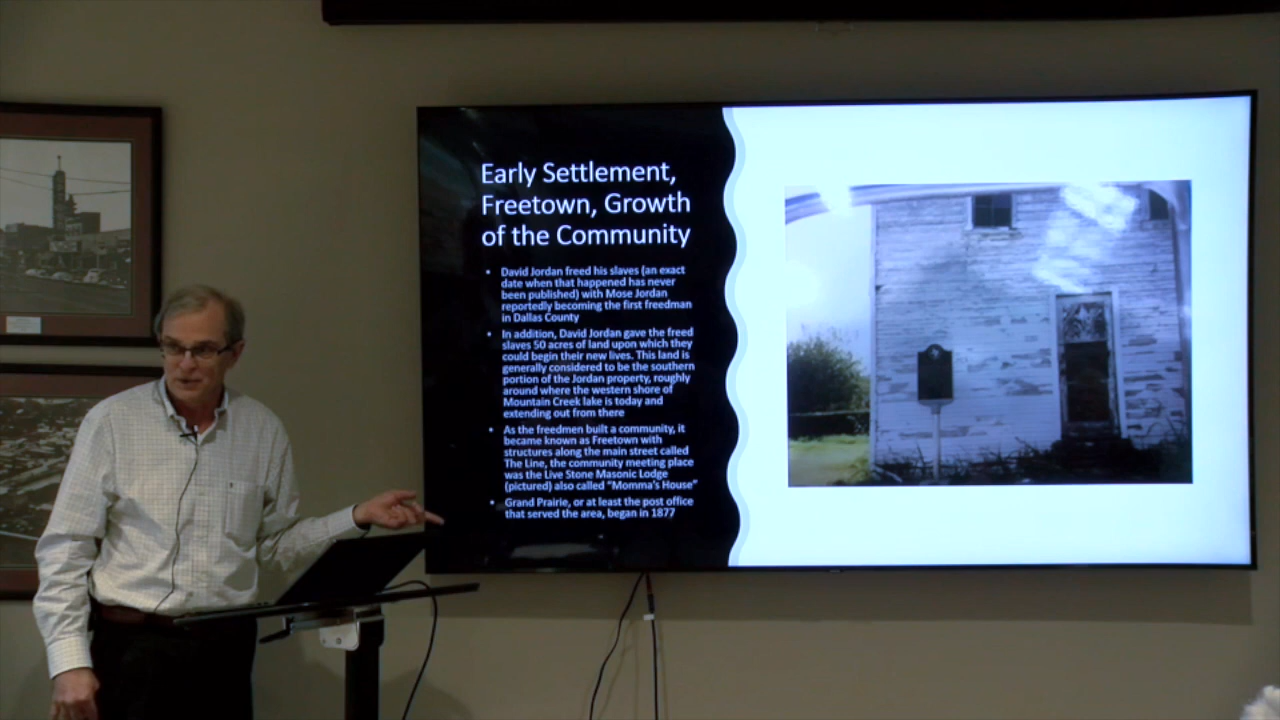 Early Settlement,
Freetown, Growth
of the Community
• David Jordan freed his slaves (an exact
date when that happened has never
been published) with Mose Jordan
reportedly becoming the first freedman
in Dallas County
• In addition, David Jordan gave the freed
slaves 50 acres of land upon which they
could begin their new lives. This land is
generally considered to be the southern
portion of the Jordan property, roughly
around where the western shore of
Mountain Creek lake is today and
extending out from there
• As the freedmen built a community, it
became known as Freetown with
structures along the main street called
The Line, the community meeting place
was the Live Stone Masonic Lodge
(pictured) also called “Momma’s House”
• Grand Prairie, or at least the post office
that served the area, began in 1877